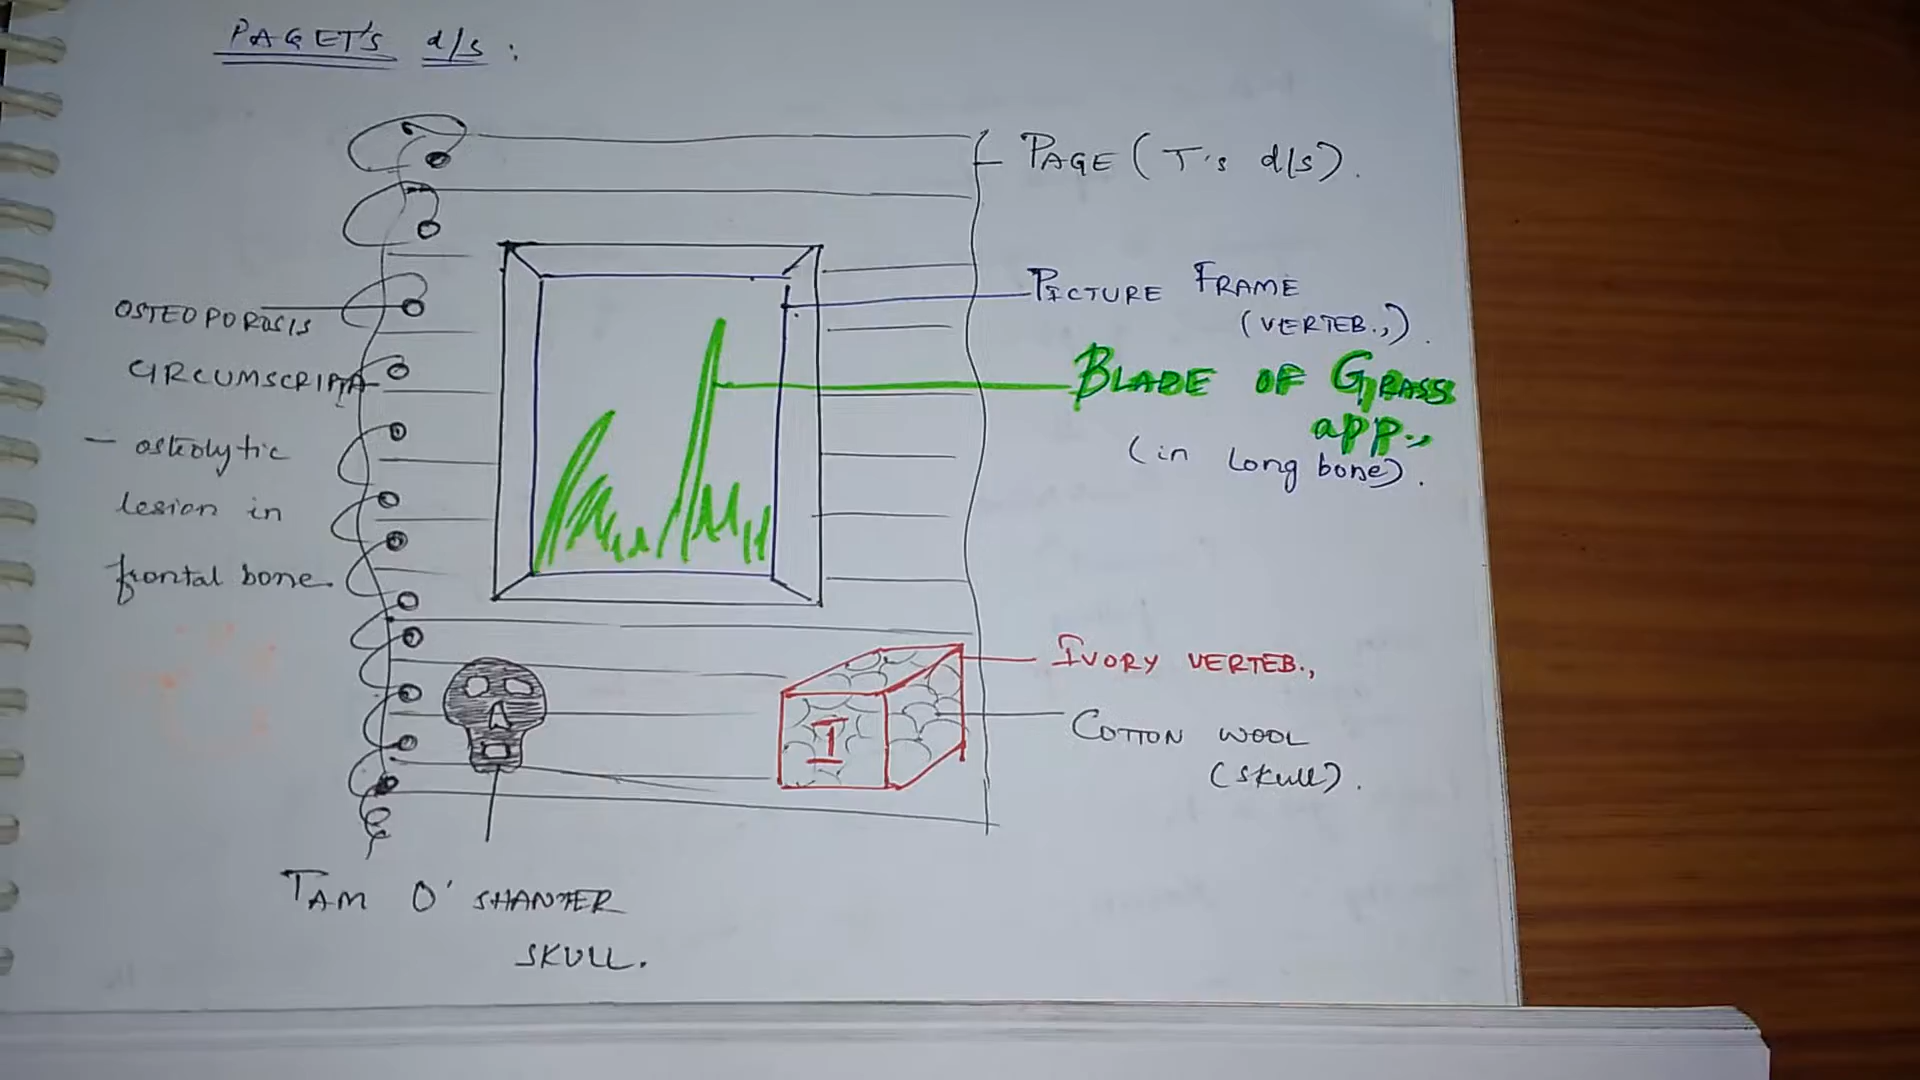 PAGET'S d/s :
PAGE (T's d/s).
PICTURE FRAME
(VERTEB.,).
BLADE OF GRASS
app.,
(in long bone).
OSTEOPOROSIS
CIRCUMSCRIPTA
- osteolytic
lesion in
frontal bone.
IVORY VERTEB.,
I
COTTON WOOL
(skull).
TAM O' SHANTER
SKULL.